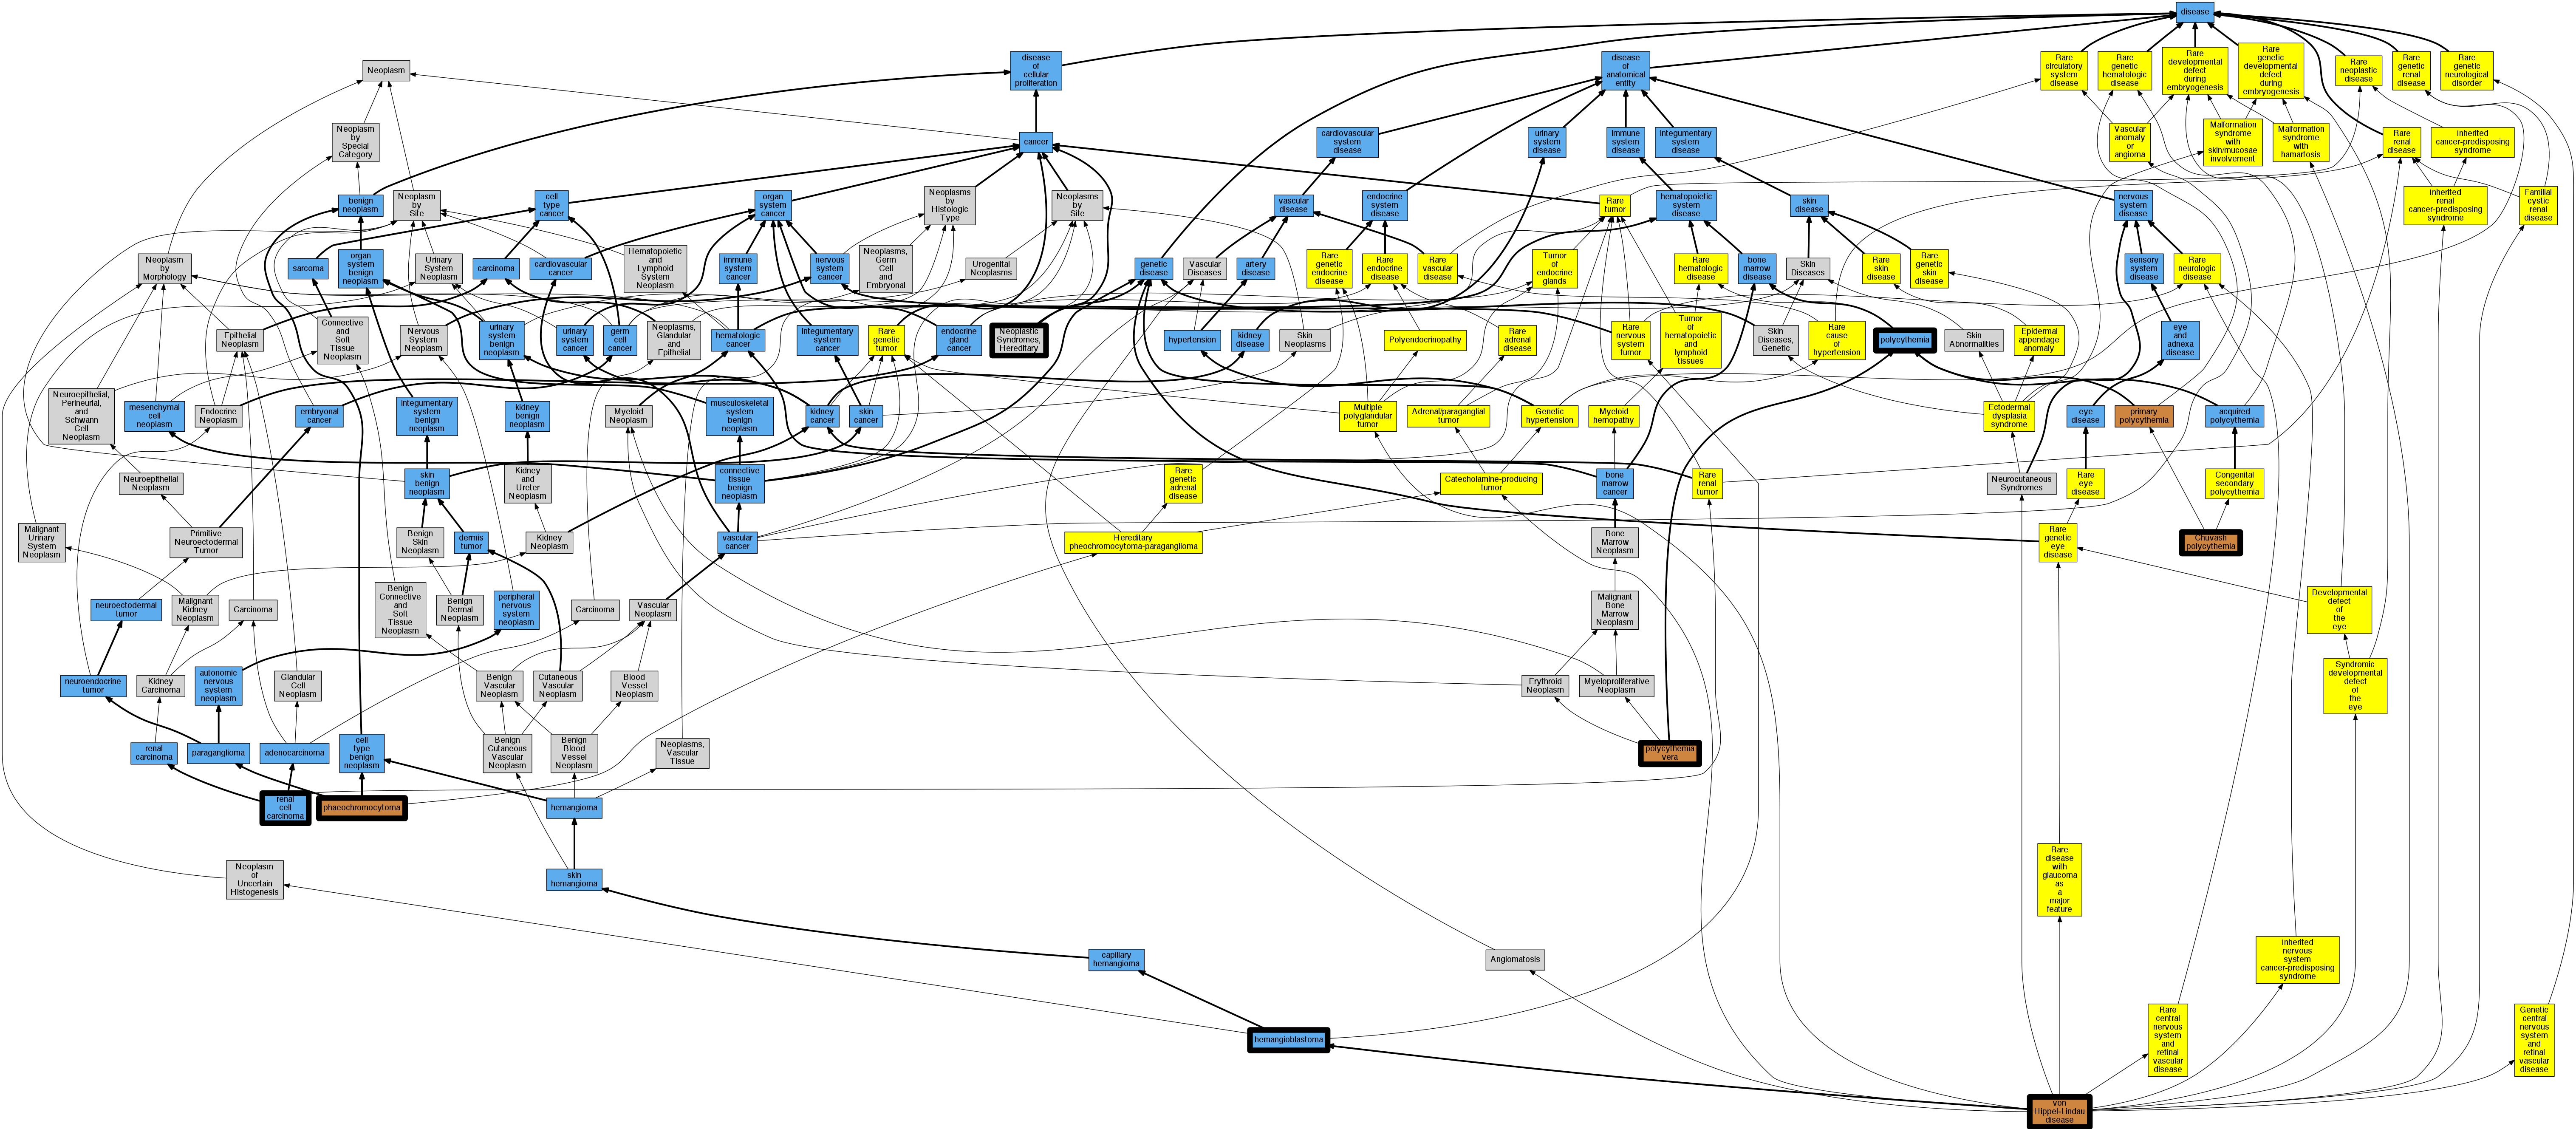 disease
disease
of
cellular
proliferation
disease
of
anatomical
entity
Rare
circulatory
system
disease
Rare
genetic
hematologic
disease
Rare
developmental
defect
during
embryogenesis
Rare
genetic
developmental
defect
during
embryogenesis
Rare
neoplastic
disease
Rare
genetic
renal
disease
Rare
genetic
neurological
disorder
Neoplasm
Neoplasm
by
Special
Category
cancer
cardiovascular
system
disease
urinary
system
disease
immune
system
disease
integumentary
system
disease
Vascular
anomaly
or
angioma
Malformation
syndrome
with
skin/mucosae
involvement
Malformation
syndrome
with
hamartosis
Rare
renal
disease
Inherited
cancer-predisposing
syndrome
benign
neoplasm
Neoplasm
by
Site
cell
type
cancer
organ
system
cancer
Neoplasms
by
Histologic
Type
Neoplasms
by
Site
vascular
disease
endocrine
system
disease
Rare
tumor
hematopoietic
system
disease
skin
disease
nervous
system
disease
Inherited
renal
cancer-predisposing
syndrome
Familial
cystic
renal
disease
Neoplasm
by
Morphology
sarcoma
organ
system
benign
neoplasm
Urinary
System
Neoplasm
carcinoma
cardiovascular
cancer
Hematopoietic
and
Lymphoid
System
Neoplasm
immune
system
cancer
nervous
system
cancer
Neoplasms,
Germ
Cell
and
Embryonal
Urogenital
Neoplasms
genetic
disease
Vascular
Diseases
artery
disease
Rare
genetic
endocrine
disease
Rare
endocrine
disease
Rare
vascular
disease
Tumor
of
endocrine
glands
Rare
hematologic
disease
bone
marrow
disease
Skin
Diseases
Rare
skin
disease
Rare
genetic
skin
disease
sensory
system
disease
Rare
neurologic
disease
Epithelial
Neoplasm
Connective
and
Soft
Tissue
Neoplasm
Nervous
System
Neoplasm
urinary
system
benign
neoplasm
urinary
system
cancer
germ
cell
cancer
Neoplasms,
Glandular
and
Epithelial
hematologic
cancer
integumentary
system
cancer
Rare
genetic
tumor
endocrine
gland
cancer
Neoplastic
Syndromes,
Hereditary
hypertension
kidney
disease
Skin
Neoplasms
Polyendocrinopathy
Rare
adrenal
disease
Rare
nervous
system
tumor
Tumor
of
hematopoietic
and
lymphoid
tissues
Skin
Diseases,
Genetic
Rare
cause
of
hypertension
polycythemia
Skin
Abnormalities
Epidermal
appendage
anomaly
eye
and
adnexa
disease
Neuroepithelial,
Perineurial,
and
Schwann
Cell
Neoplasm
mesenchymal
cell
neoplasm
Endocrine
Neoplasm
embryonal
cancer
integumentary
system
benign
neoplasm
kidney
benign
neoplasm
Myeloid
Neoplasm
musculoskeletal
system
benign
neoplasm
kidney
cancer
skin
cancer
Multiple
polyglandular
tumor
Adrenal/paraganglial
tumor
Genetic
hypertension
Myeloid
hemopathy
Ectodermal
dysplasia
syndrome
eye
disease
primary
polycythemia
acquired
polycythemia
Neuroepithelial
Neoplasm
skin
benign
neoplasm
Kidney
and
Ureter
Neoplasm
connective
tissue
benign
neoplasm
Rare
genetic
adrenal
disease
Catecholamine-producing
tumor
bone
marrow
cancer
Rare
renal
tumor
Neurocutaneous
Syndromes
Rare
eye
disease
Congenital
secondary
polycythemia
Malignant
Urinary
System
Neoplasm
Primitive
Neuroectodermal
Tumor
Benign
Skin
Neoplasm
dermis
tumor
Kidney
Neoplasm
vascular
cancer
Hereditary
pheochromocytoma-paraganglioma
Bone
Marrow
Neoplasm
Rare
genetic
eye
disease
Chuvash
polycythemia
neuroectodermal
tumor
Malignant
Kidney
Neoplasm
Carcinoma
Benign
Connective
and
Soft
Tissue
Neoplasm
Benign
Dermal
Neoplasm
peripheral
nervous
system
neoplasm
Carcinoma
Vascular
Neoplasm
Malignant
Bone
Marrow
Neoplasm
Developmental
defect
of
the
eye
neuroendocrine
tumor
Kidney
Carcinoma
autonomic
nervous
system
neoplasm
Glandular
Cell
Neoplasm
Benign
Vascular
Neoplasm
Cutaneous
Vascular
Neoplasm
Blood
Vessel
Neoplasm
Erythroid
Neoplasm
Myeloproliferative
Neoplasm
Syndromic
developmental
defect
of
the
eye
renal
carcinoma
paraganglioma
adenocarcinoma
cell
type
benign
neoplasm
Benign
Cutaneous
Vascular
Neoplasm
Benign
Blood
Vessel
Neoplasm
Neoplasms,
Vascular
Tissue
polycythemia
vera
renal
cell
carcinoma
phaeochromocytoma
hemangioma
Neoplasm
of
Uncertain
Histogenesis
skin
hemangioma
Rare
disease
with
glaucoma
as
a
major
feature
capillary
hemangioma
Angiomatosis
Inherited
nervous
system
cancer-predisposing
syndrome
hemangioblastoma
Rare
central
nervous
system
and
retinal
vascular
disease
Genetic
central
nervous
system
and
retinal
vascular
disease
von
Hippel-Lindau
disease